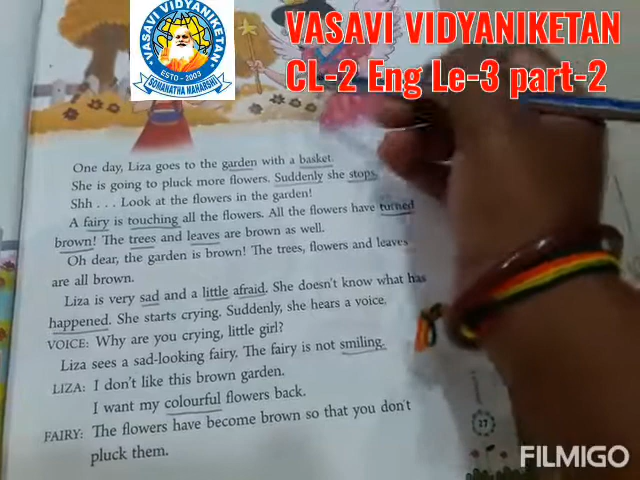 VASAVI VIDYANIKETAN
CL-2 Eng Le-3 part-2
VASAVI VIDYANIKETAN
ESTD - 2003
SOMANATHA MAHARSHI
One day, Liza goes to the garden with a basket.
She is going to pluck more flowers. Suddenly she stops.
Shh . . . Look at the flowers in the garden!
A fairy is touching all the flowers. All the flowers have turned
brown! The trees and leaves are brown as well.
Oh dear, the garden is brown! The trees, flowers and leaves
are all brown.
Liza is very sad and a little afraid. She doesn't know what has
happened. She starts crying. Suddenly, she hears a voice.
VOICE: Why are you crying, little girl?
Liza sees a sad-looking fairy. The fairy is not smiling.
LIZA: I don't like this brown garden.
I want my colourful flowers back.
FAIRY: The flowers have become brown so that you don't
pluck them.
17
FILMIGO